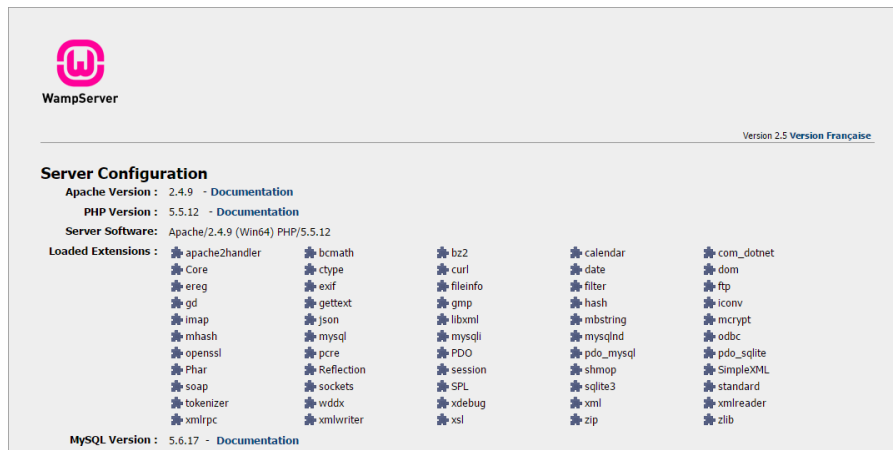 WampServer
Version 2.5 Version Française
Server Configuration
Apache Version : 2.4.9 - Documentation
PHP Version : 5.5.12 - Documentation
Server Software: Apache/2.4.9 (Win64) PHP/5.5.12
Loaded Extensions : apache2handler bcmath bz2 calendar com_dotnet
Core ctype curl date dom
ereg exif fileinfo filter ftp
gd gettext gmp hash iconv
imap json libxml mbstring mcrypt
mhash mysql mysqli mysqlnd odbc
openssl pcre PDO pdo_mysql pdo_sqlite
Phar Reflection session shmop SimpleXML
soap sockets SPL sqlite3 standard
tokenizer wddx xdebug xml xmlreader
xmlrpc xmlwriter xsl zip zlib
MySQL Version : 5.6.17 - Documentation